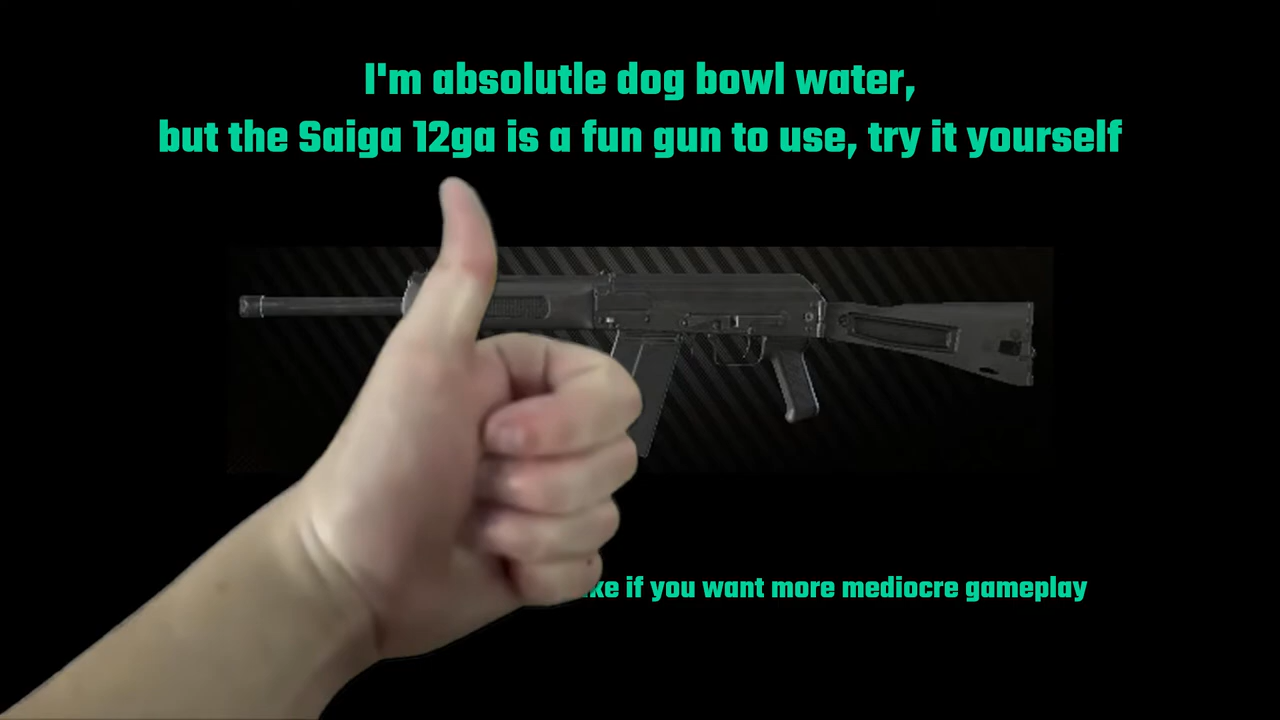 I'm absolutle dog bowl water,
but the Saiga 12ga is a fun gun to use, try it yourself
if you want more mediocre gameplay